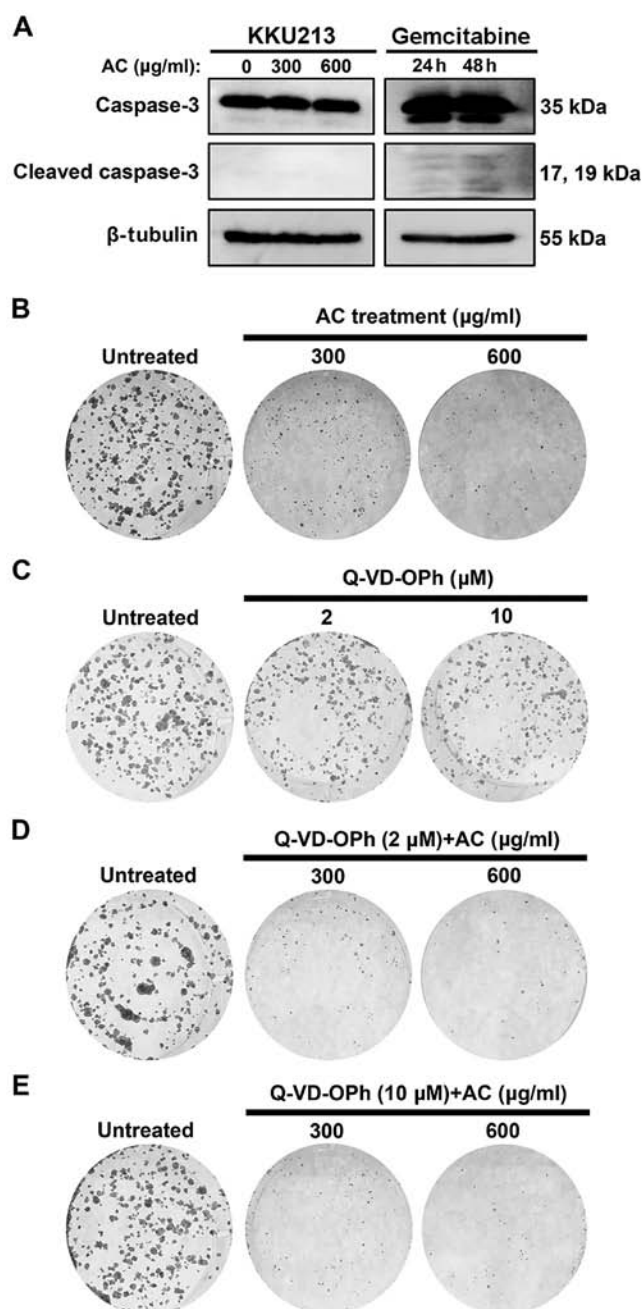 A
KKU213 Gemcitabine
AC (µg/ml): 0 300 600 24 h 48 h
Caspase-3 35 kDa
Cleaved caspase-3 17, 19 kDa
β-tubulin 55 kDa
B
AC treatment (µg/ml)
Untreated 300 600
C
Q-VD-OPh (µM)
Untreated 2 10
D
Q-VD-OPh (2 µM)+AC (µg/ml)
Untreated 300 600
E
Q-VD-OPh (10 µM)+AC (µg/ml)
Untreated 300 600